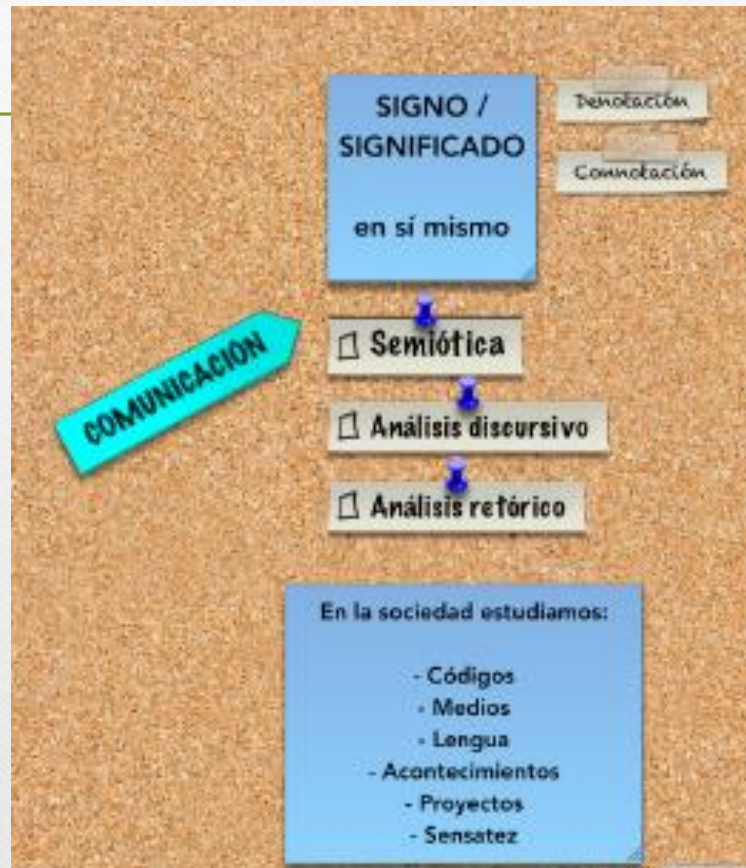 SIGNO /
SIGNIFICADO
en sí mismo
Denotación
Connotación
COMUNICACIÓN
Semiótica
Análisis discursivo
Análisis retórico
En la sociedad estudiamos:
- Códigos
- Medios
- Lengua
- Acontecimientos
- Proyectos
- Sensatez